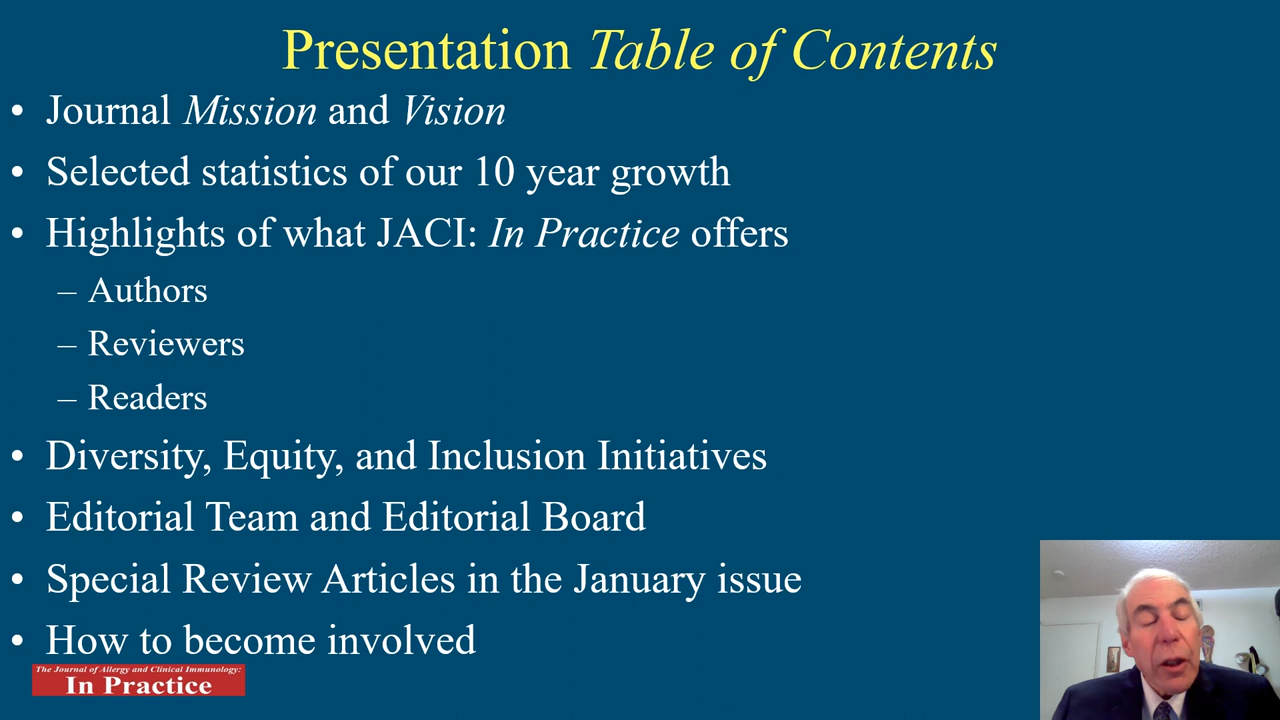 Presentation Table of Contents
• Journal Mission and Vision
• Selected statistics of our 10 year growth
• Highlights of what JACI: In Practice offers
– Authors
– Reviewers
– Readers
• Diversity, Equity, and Inclusion Initiatives
• Editorial Team and Editorial Board
• Special Review Articles in the January issue
• How to become involved
The Journal of Allergy and Clinical Immunology:
In Practice